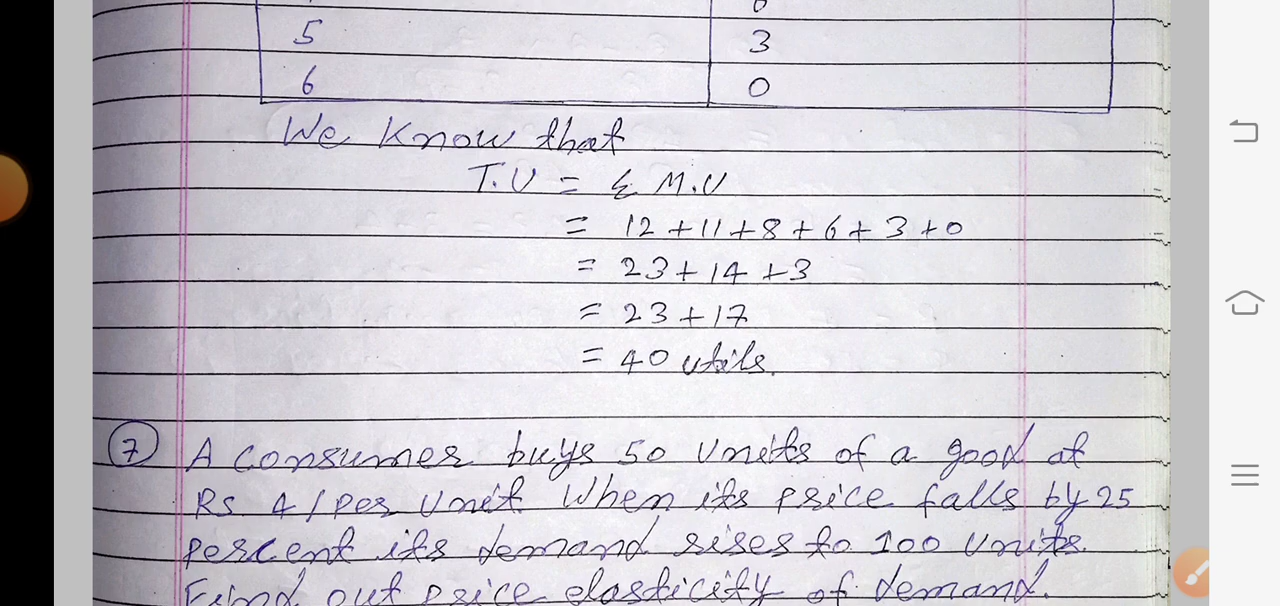 5 3
6 0
We Know that
T.U = Σ M.U
= 12 + 11 + 8 + 6 + 3 + 0
= 23 + 14 + 3
= 23 + 17
= 40 utils.
7 A Consumer buys 50 Units of a good at
Rs. 4/Per Unit. When its price falls by 25
percent its demand rises to 100 Units.
Find out price elasticity of demand.